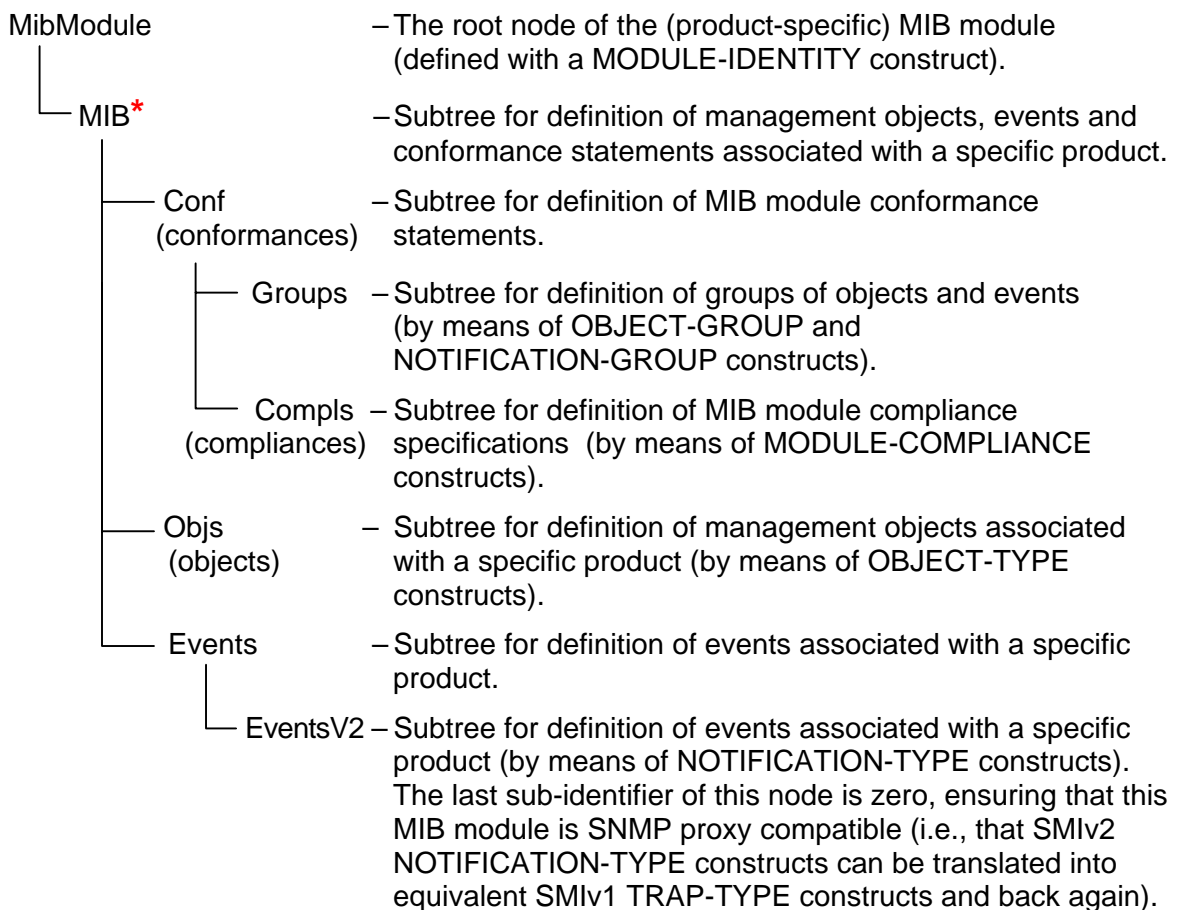 MibModule – The root node of the (product-specific) MIB module
(defined with a MODULE-IDENTITY construct).
MIB* – Subtree for definition of management objects, events and
conformance statements associated with a specific product.
Conf – Subtree for definition of MIB module conformance
(conformances) statements.
Groups – Subtree for definition of groups of objects and events
(by means of OBJECT-GROUP and
NOTIFICATION-GROUP constructs).
Compls – Subtree for definition of MIB module compliance
(compliances) specifications (by means of MODULE-COMPLIANCE
constructs).
Objs – Subtree for definition of management objects associated
(objects) with a specific product (by means of OBJECT-TYPE
constructs).
Events – Subtree for definition of events associated with a specific
product.
EventsV2 – Subtree for definition of events associated with a specific
product (by means of NOTIFICATION-TYPE constructs).
The last sub-identifier of this node is zero, ensuring that this
MIB module is SNMP proxy compatible (i.e., that SMIv2
NOTIFICATION-TYPE constructs can be translated into
equivalent SMIv1 TRAP-TYPE constructs and back again).